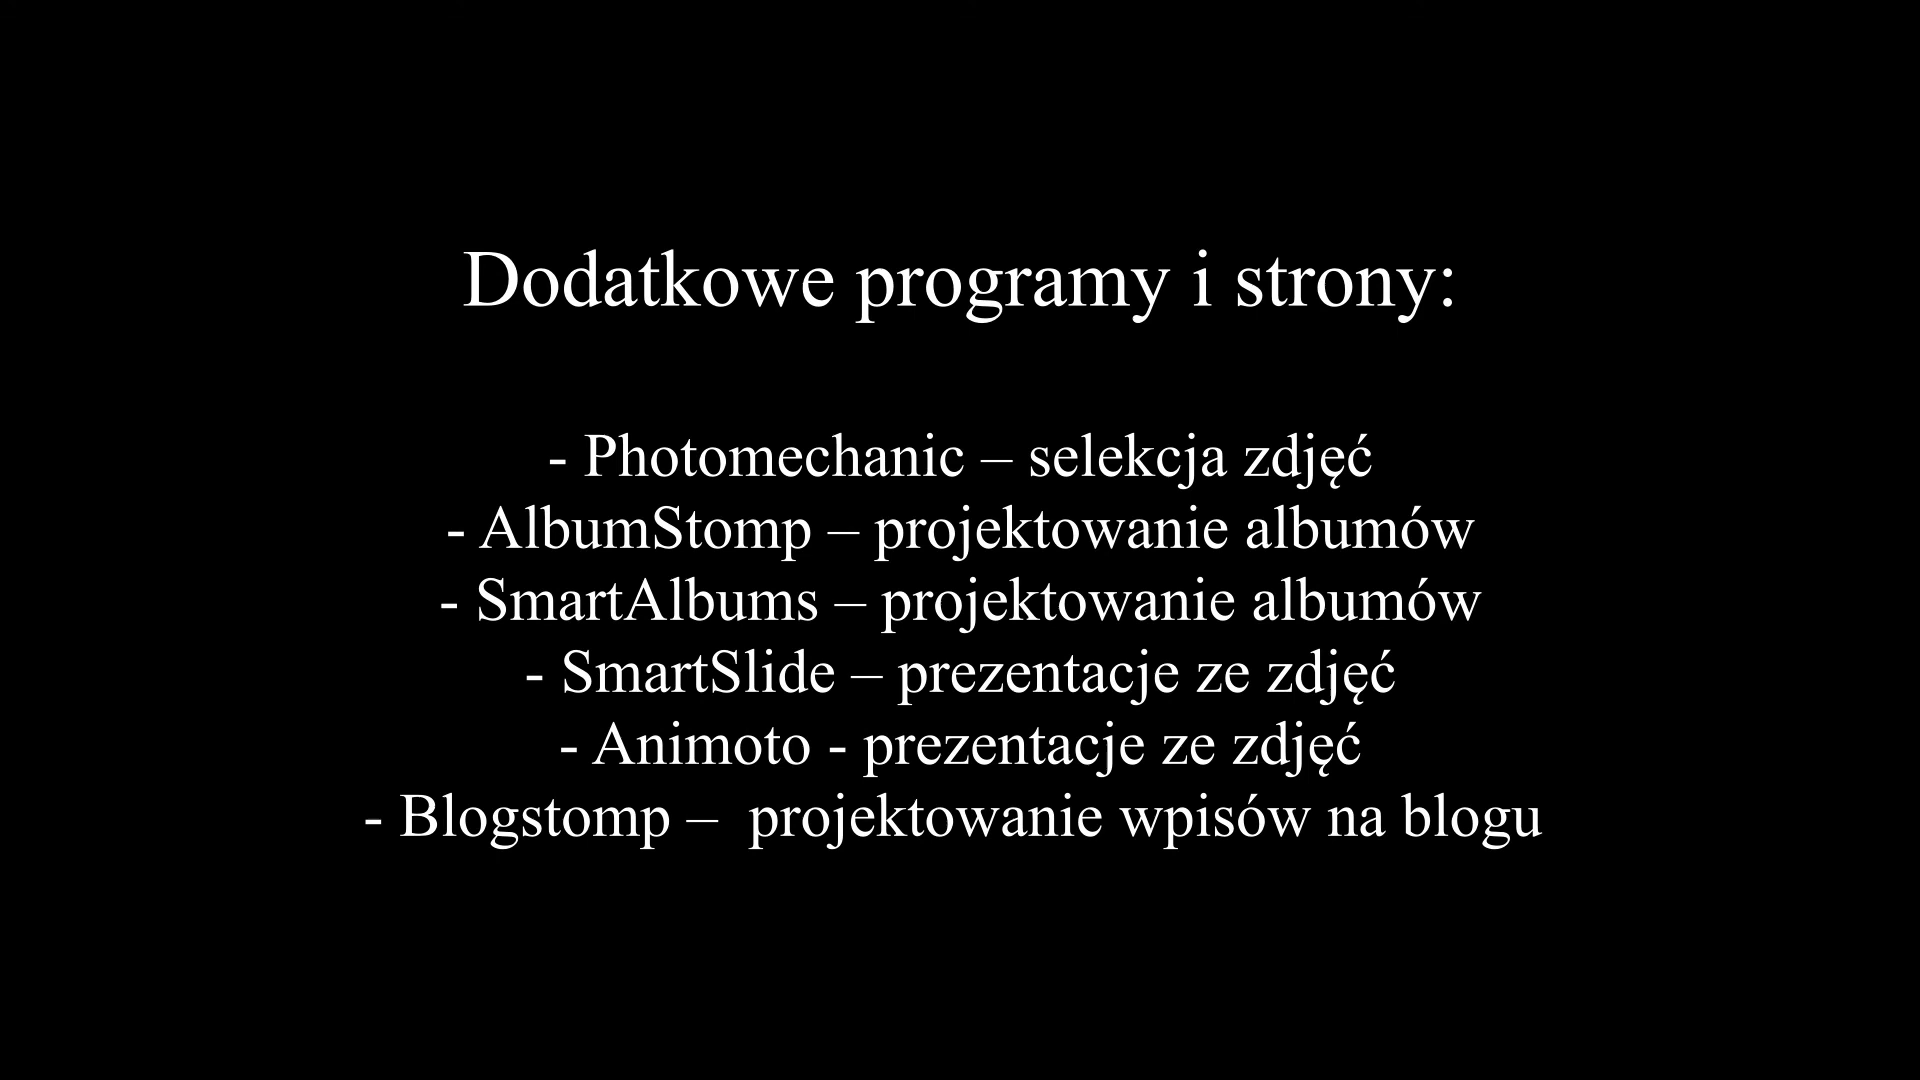 Dodatkowe programy i strony:
- Photomechanic – selekcja zdjęć
- AlbumStomp – projektowanie albumów
- SmartAlbums – projektowanie albumów
- SmartSlide – prezentacje ze zdjęć
- Animoto - prezentacje ze zdjęć
- Blogstomp –  projektowanie wpisów na blogu